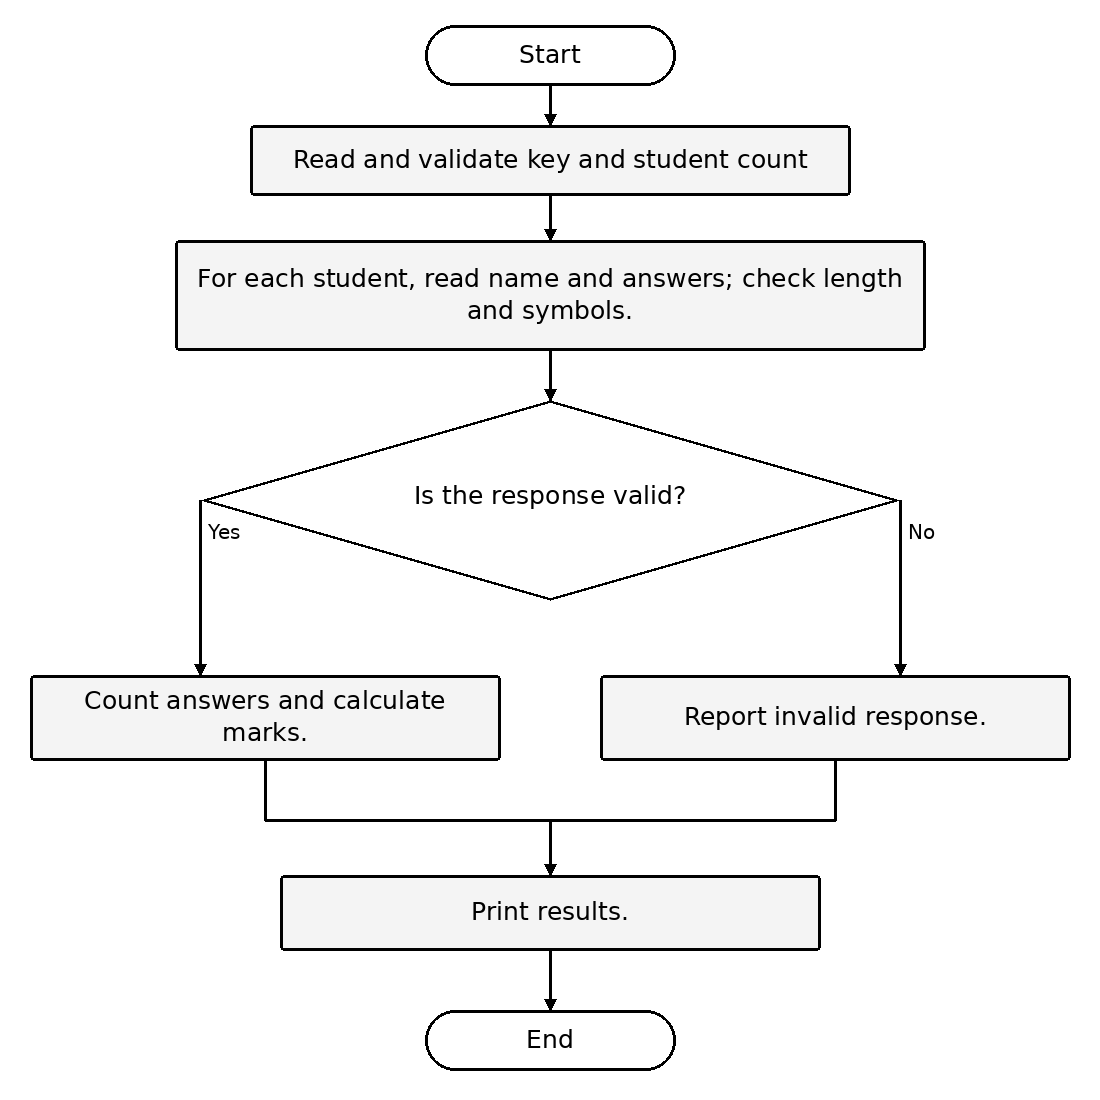 Start
Read and validate key and student count
For each student, read name and answers; check length
and symbols.
Is the response valid?
Yes
No
Count answers and calculate
marks.
Report invalid response.
Print results.
End